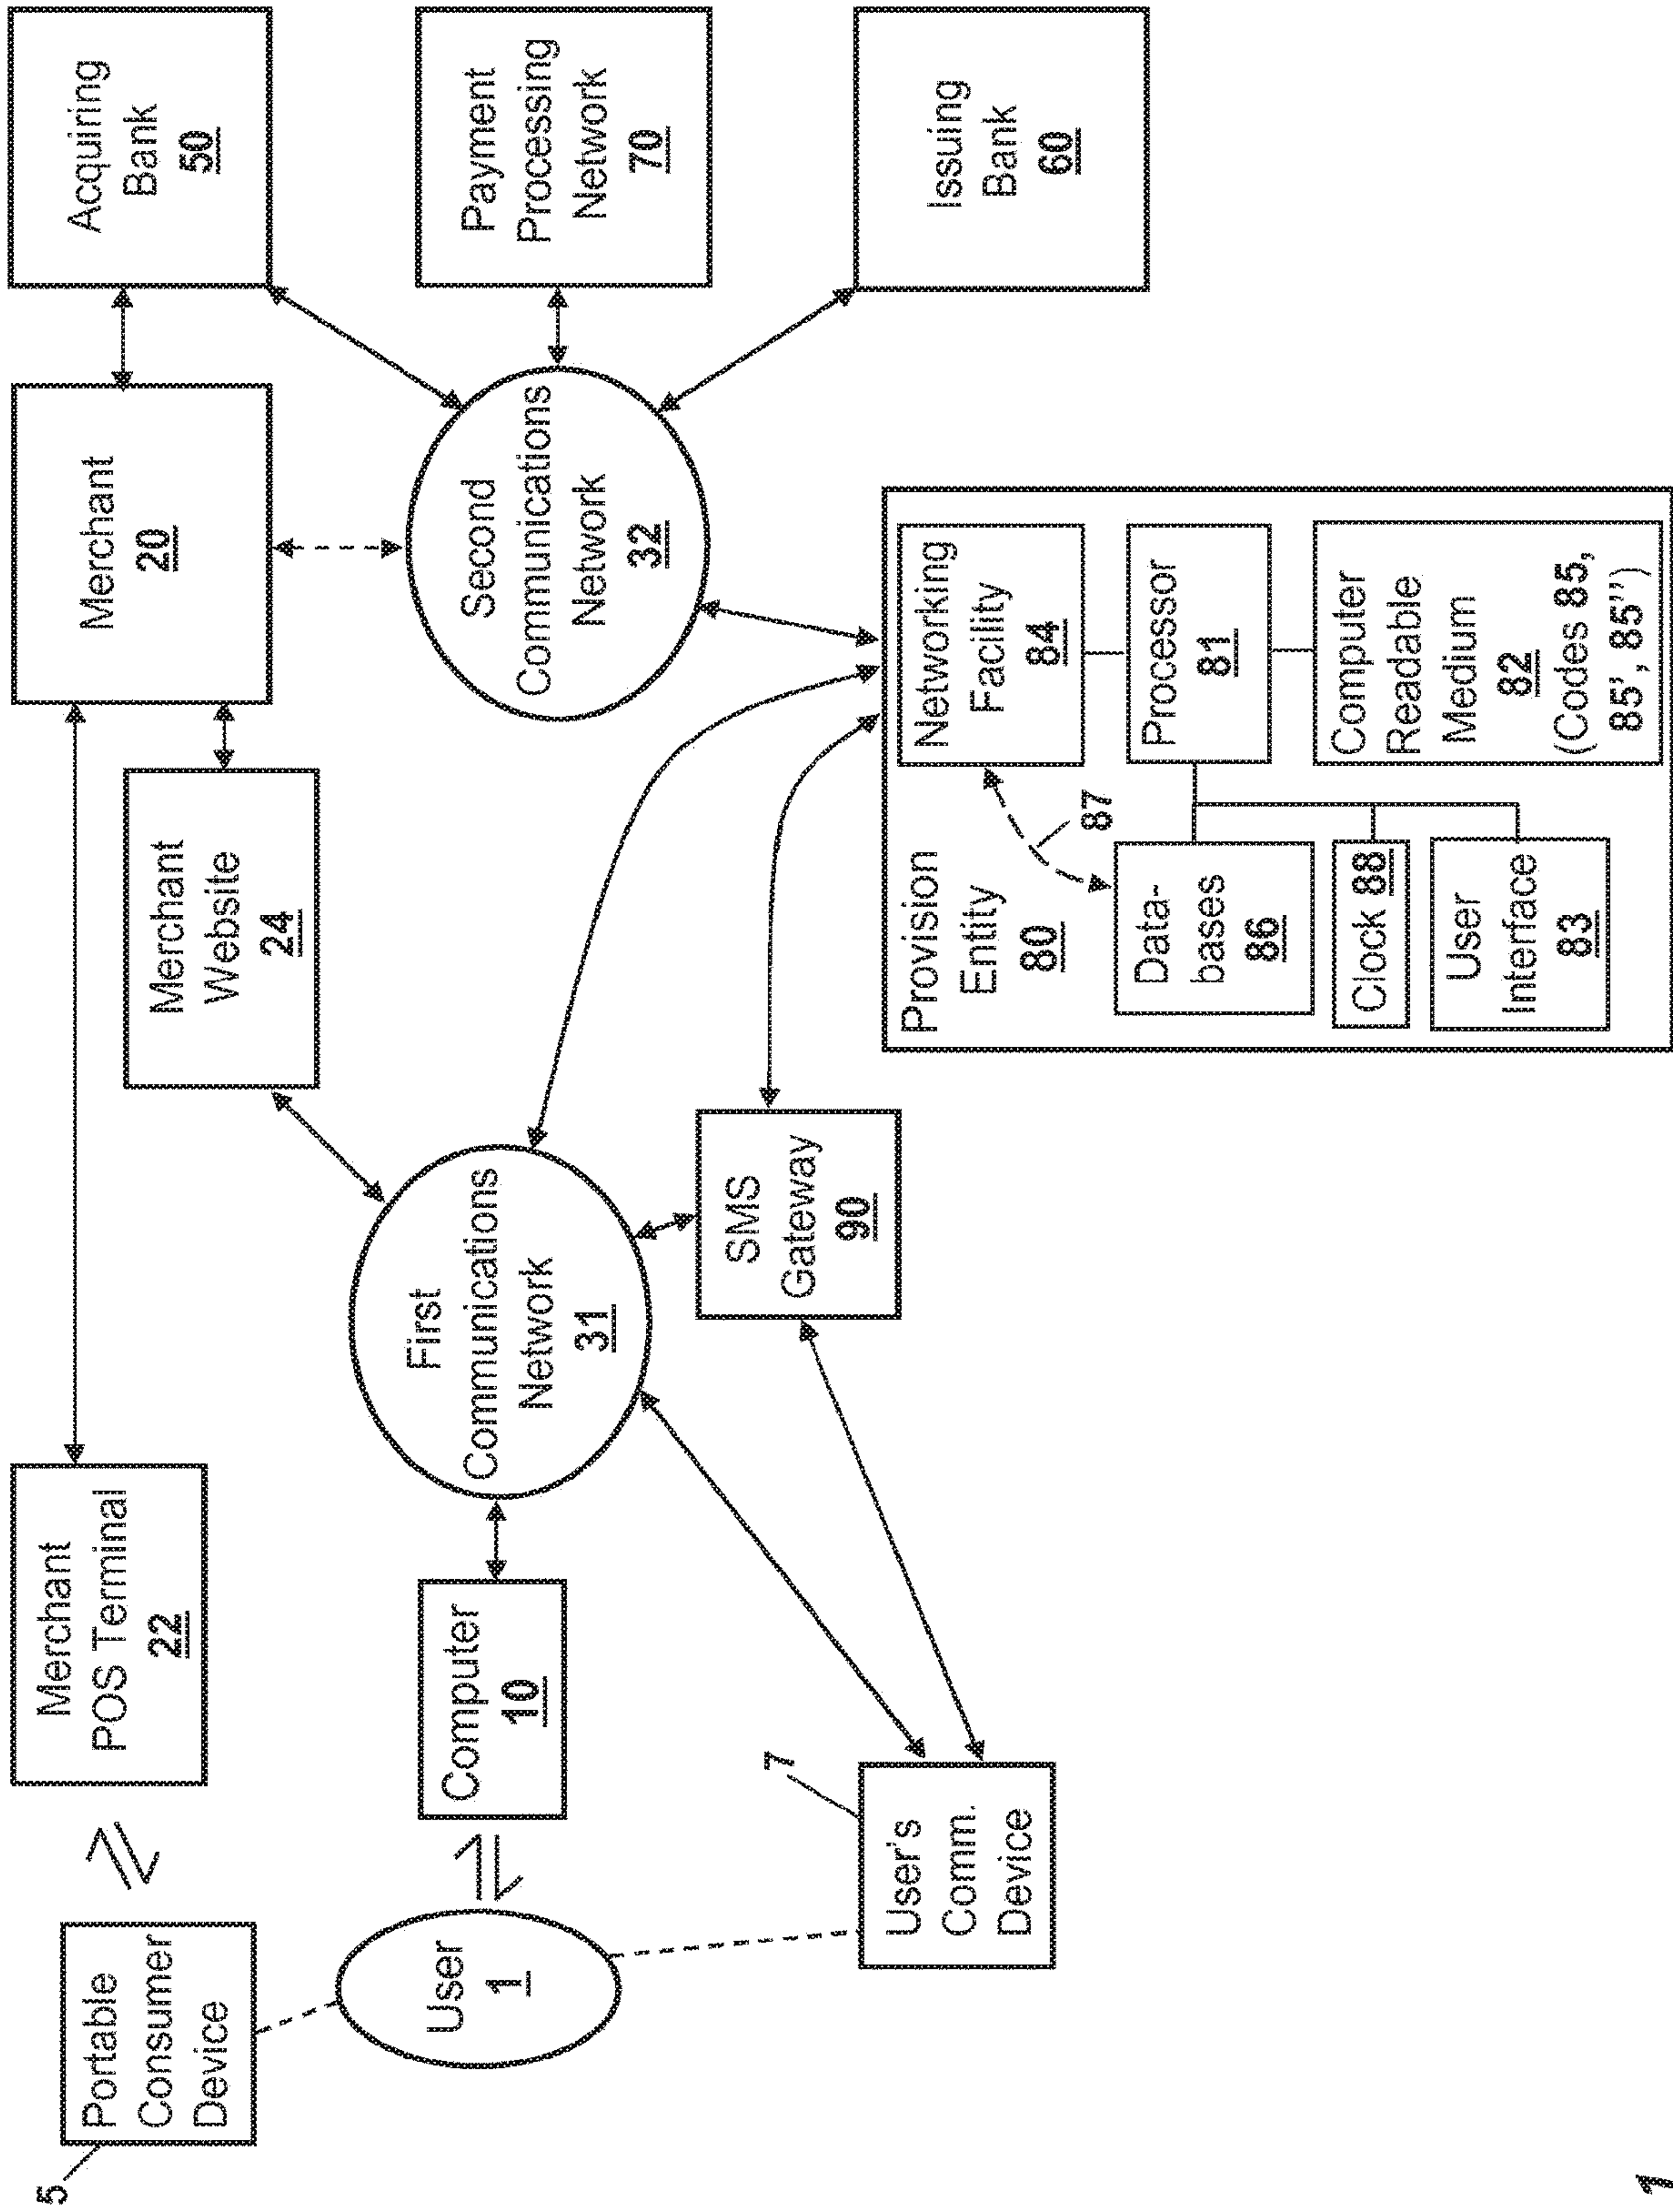 5
Portable
Consumer
Device
Merchant
POS Terminal
22
Merchant
Website
24
Merchant
20
Acquiring
Bank
50
User
1
Computer
10
First
Communications
Network
31
Second
Communications
Network
32
Payment
Processing
Network
70
7
User's
Comm.
Device
SMS
Gateway
90
Issuing
Bank
60
Provision
Entity
80
87
Networking
Facility
84
Data-
bases
86
Processor
81
Clock 88
User
Interface
83
Computer
Readable
Medium
82
(Codes 85,
85', 85'')
1